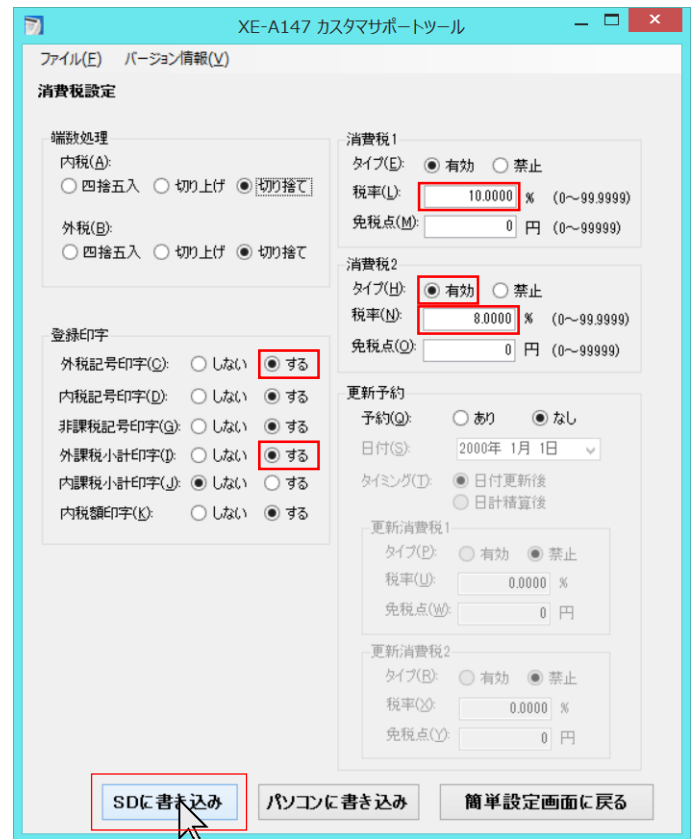 XE-A147 カスタマサポートツール
ファイル(F) バージョン情報(V)
消費税設定
端数処理
内税(A):
四捨五入 切り上げ 切り捨て
外税(B):
四捨五入 切り上げ 切り捨て
登録印字
外税記号印字(C): しない する
内税記号印字(D): しない する
非課税記号印字(G): しない する
外課税小計印字(I): しない する
内課税小計印字(J): しない する
内税額印字(K): しない する
消費税1
タイプ(E): 有効 禁止
税率(L): 10.0000 % (0～99.9999)
免税点(M): 0 円 (0～99999)
消費税2
タイプ(H): 有効 禁止
税率(N): 8.0000 % (0～99.9999)
免税点(O): 0 円 (0～99999)
更新予約
予約(Q): あり なし
日付(S): 2000年 1月 1日
タイミング(T): 日付更新後
日計精算後
更新消費税1
タイプ(P): 有効 禁止
税率(U): 0.0000 %
免税点(W): 0 円
更新消費税2
タイプ(R): 有効 禁止
税率(X): 0.0000 %
免税点(Y): 0 円
SDに書き込み パソコンに書き込み 簡単設定画面に戻る